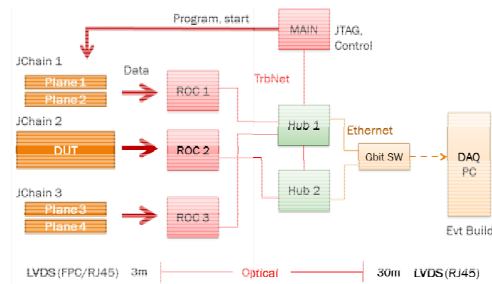 Program, start
MAIN
JTAG,
Control
JChain 1
Plane 1
Plane 2
Data
ROC 1
TrbNet
JChain 2
DUT
ROC 2
Hub 1
Ethernet
Gbit SW
DAQ
PC
Hub 2
JChain 3
Plane 3
Plane 4
ROC 3
Evt Build
LVDS (FPC/RJ45) 3m Optical 30m LVDS (RJ45)